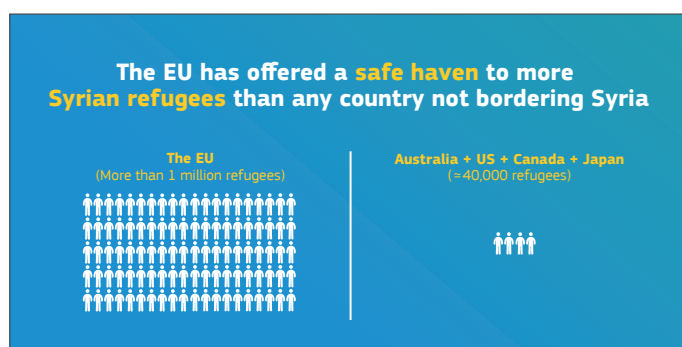 The EU has offered a safe haven to more
Syrian refugees than any country not bordering Syria
The EU
(More than 1 million refugees)
Australia + US + Canada + Japan
(≃40,000 refugees)